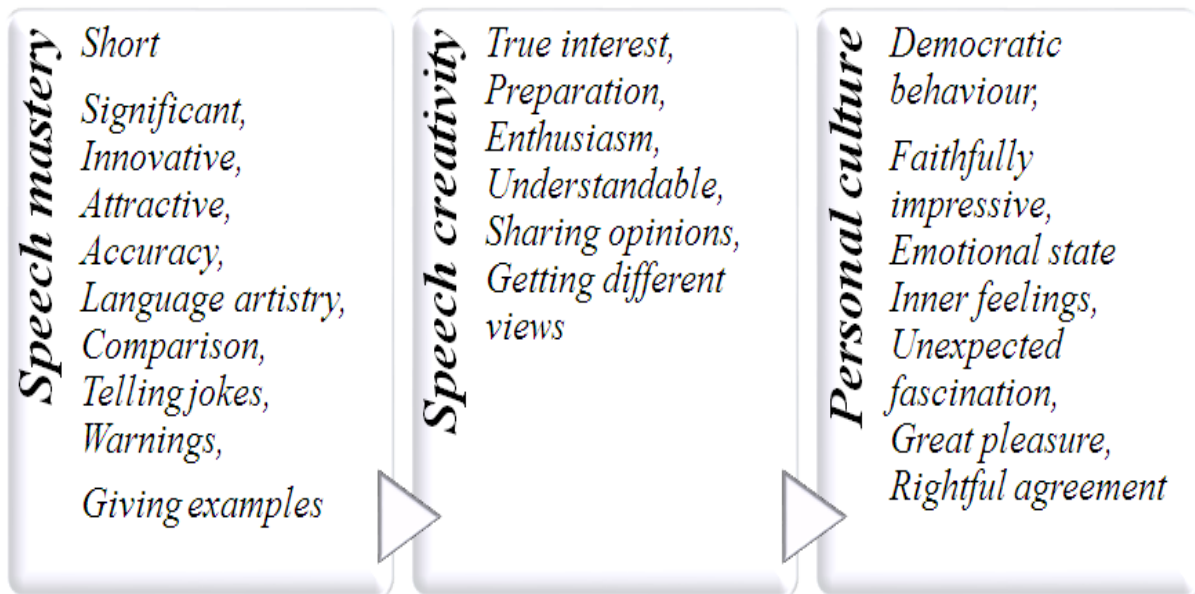 Speech mastery
Short
Significant,
Innovative,
Attractive,
Accuracy,
Language artistry,
Comparison,
Telling jokes,
Warnings,
Giving examples
Speech creativity
True interest,
Preparation,
Enthusiasm,
Understandable,
Sharing opinions,
Getting different
views
Personal culture
Democratic
behaviour,
Faithfully
impressive,
Emotional state
Inner feelings,
Unexpected
fascination,
Great pleasure,
Rightful agreement